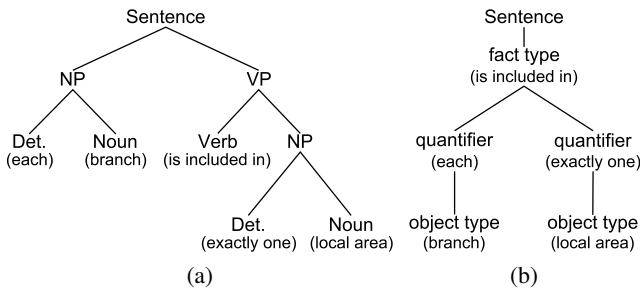 Sentence
NP VP
Det. Noun Verb NP
(each) (branch) (is included in)
Det. Noun
(exactly one) (local area)
(a)
Sentence
fact type
(is included in)
quantifier quantifier
(each) (exactly one)
object type object type
(branch) (local area)
(b)